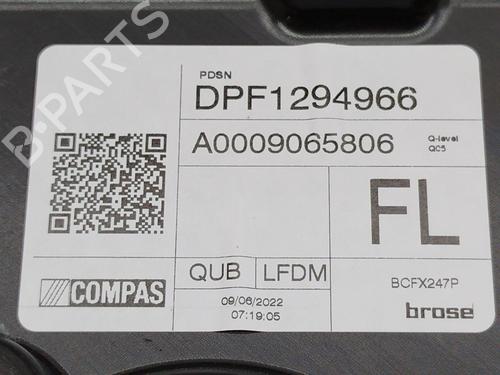 PDSN
DPF1294966
A0009065806
Q-level
QC5
FL
QUB
LFDM
COMPAS
09/06/2022
07:19:05
BCFX247P
brose
B-PARTS